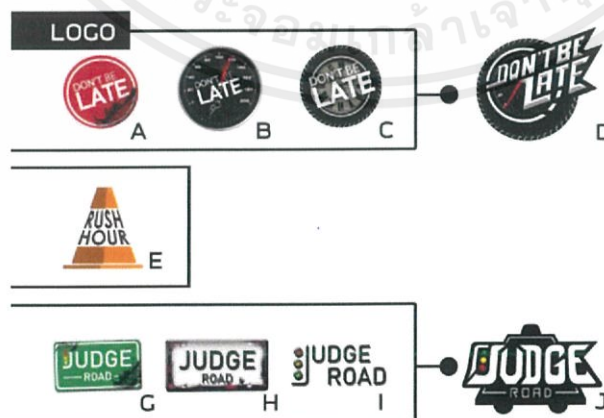 LOGO
DON'T BE
LATE
A
DON'T BE
LATE
B
DON'T BE
LATE
C
DON'T BE
LATE
D
RUSH
HOUR
E
JUDGE
ROAD
G
JUDGE
ROAD
H
JUDGE
ROAD
I
JUDGE
ROAD
J